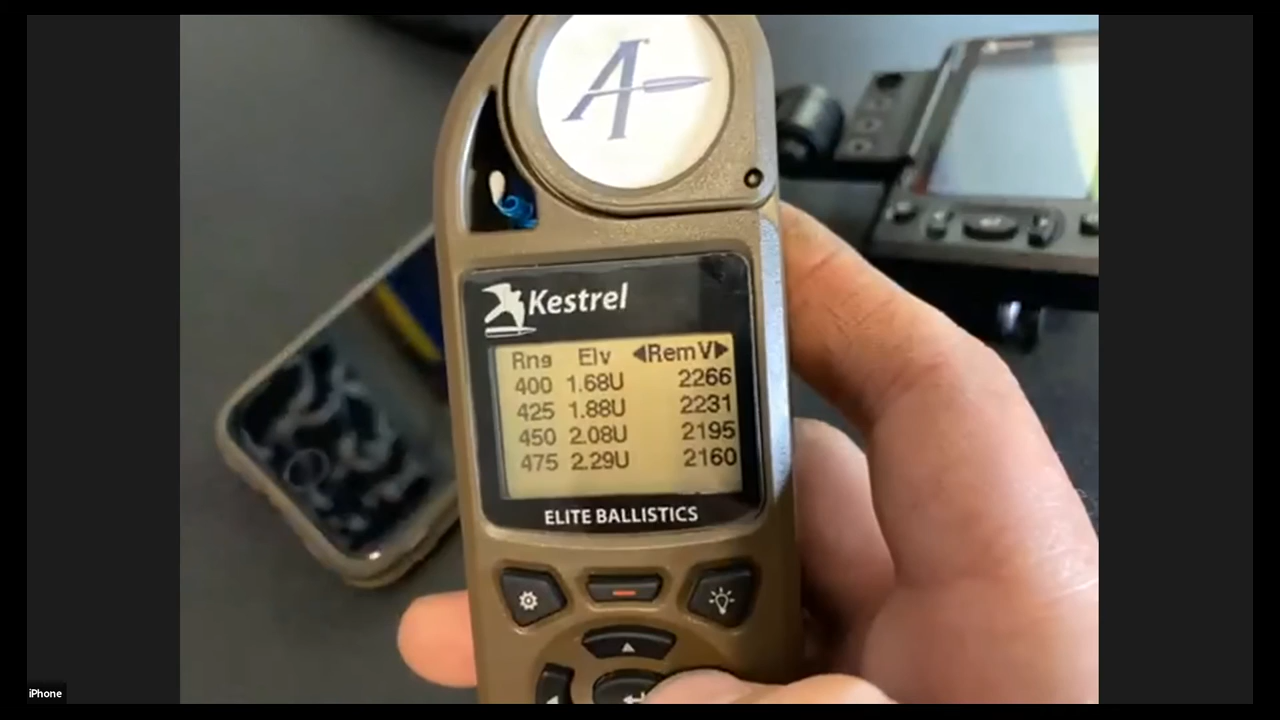 A
Kestrel
Rng Elv ◀RemV▶
400 1.68U 2266
425 1.88U 2231
450 2.08U 2195
475 2.29U 2160
ELITE BALLISTICS
iPhone